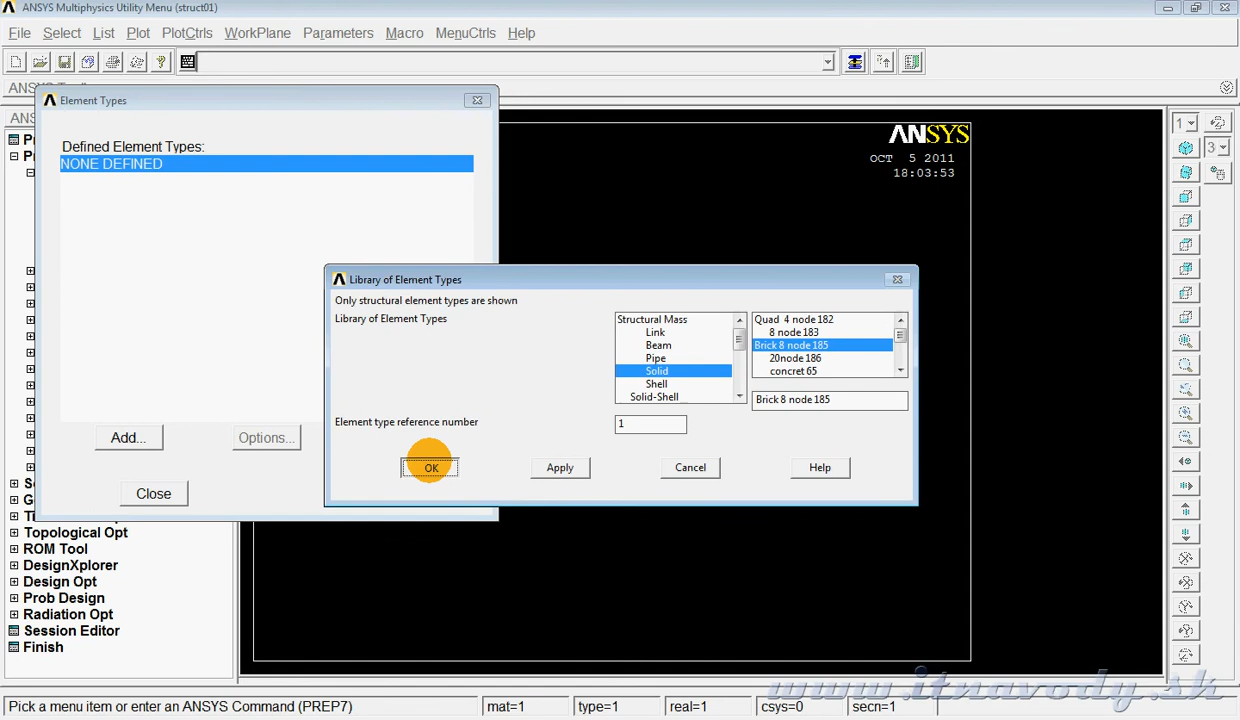 ANSYS Multiphysics Utility Menu (struct01)
File Select List Plot PlotCtrls WorkPlane Parameters Macro MenuCtrls Help
Element Types
Defined Element Types:
NONE DEFINED
Add...
Options...
Close
ANSYS
OCT 5 2011
18:03:53
1
3
Library of Element Types
Only structural element types are shown
Library of Element Types
Structural Mass
Link
Beam
Pipe
Solid
Shell
Solid-Shell
Quad 4 node 182
8 node 183
Brick 8 node 185
20node 186
concret 65
Brick 8 node 185
Element type reference number
1
OK Apply Cancel Help
Topological Opt
ROM Tool
DesignXplorer
Design Opt
Prob Design
Radiation Opt
Session Editor
Finish
www.itnavody.sk
Pick a menu item or enter an ANSYS Command (PREP7)
mat=1 type=1 real=1 csys=0 secn=1